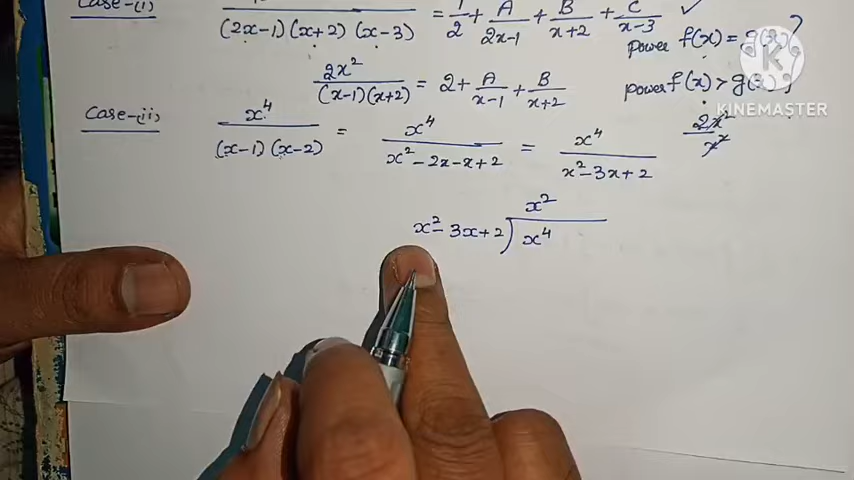 Case-(i)
(2x-1)(x+2)(x-3) = 1/2 + A/2x-1 + B/x+2 + C/x-3 ✓
power f(x) = g(x)
2x²/(x-1)(x+2) = 2 + A/x-1 + B/x+2 power f(x) > g(x)
KINEMASTER
Case-(ii) x⁴/(x-1)(x-2) = x⁴/x²-2x-x+2 = x⁴/x²-3x+2 2x²/x²
x²
x²-3x+2 ) x⁴